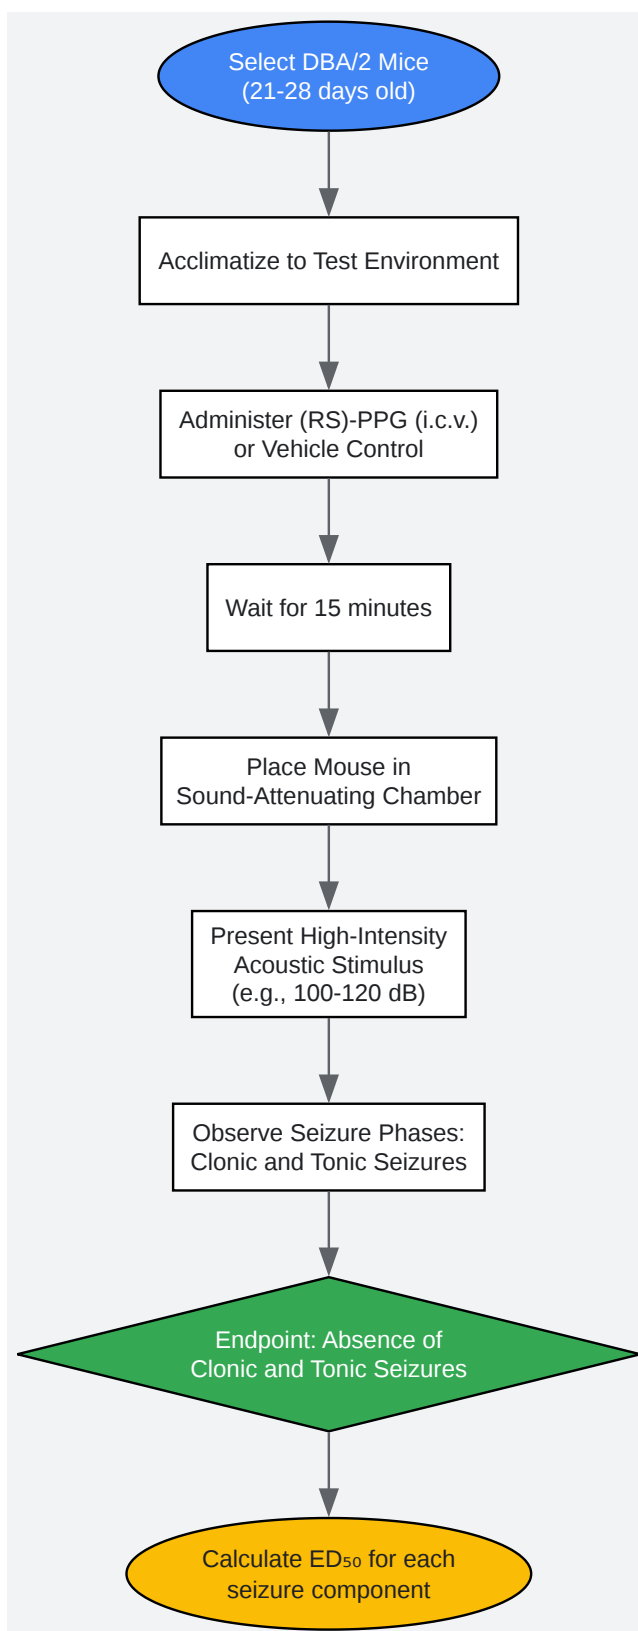 Select DBA/2 Mice
(21-28 days old)
Acclimatize to Test Environment
Administer (RS)-PPG (i.c.v.)
or Vehicle Control
Wait for 15 minutes
Place Mouse in
Sound-Attenuating Chamber
Present High-Intensity
Acoustic Stimulus
(e.g., 100-120 dB)
Observe Seizure Phases:
Clonic and Tonic Seizures
Endpoint: Absence of
Clonic and Tonic Seizures
Calculate ED₅₀ for each
seizure component